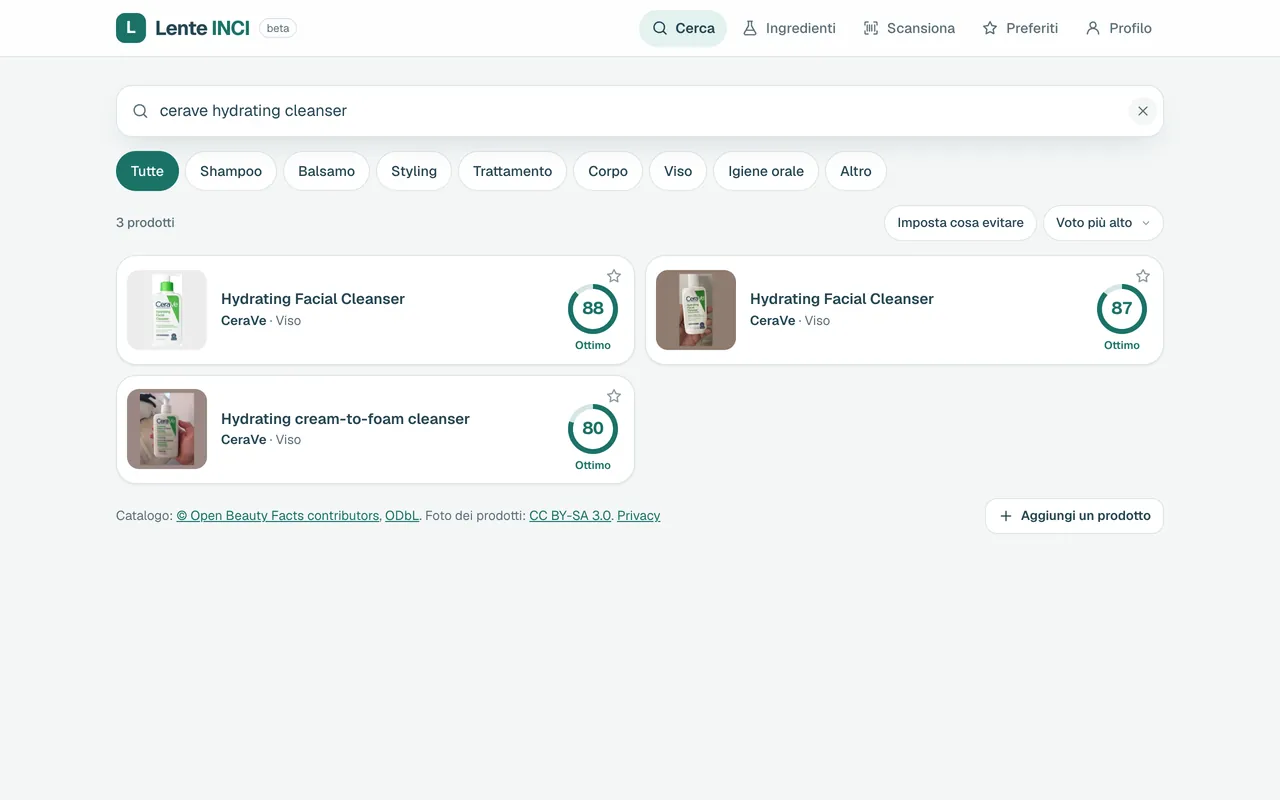 L Lente INCI beta
Cerca Ingredienti Scansiona Preferiti Profilo
cerave hydrating cleanser
Tutte Shampoo Balsamo Styling Trattamento Corpo Viso Igiene orale Altro
3 prodotti
Imposta cosa evitare Voto più alto
Hydrating Facial Cleanser
CeraVe · Viso
88
Ottimo
Hydrating Facial Cleanser
CeraVe · Viso
87
Ottimo
Hydrating cream-to-foam cleanser
CeraVe · Viso
80
Ottimo
Catalogo: © Open Beauty Facts contributors, ODbL. Foto dei prodotti: CC BY-SA 3.0. Privacy
Aggiungi un prodotto